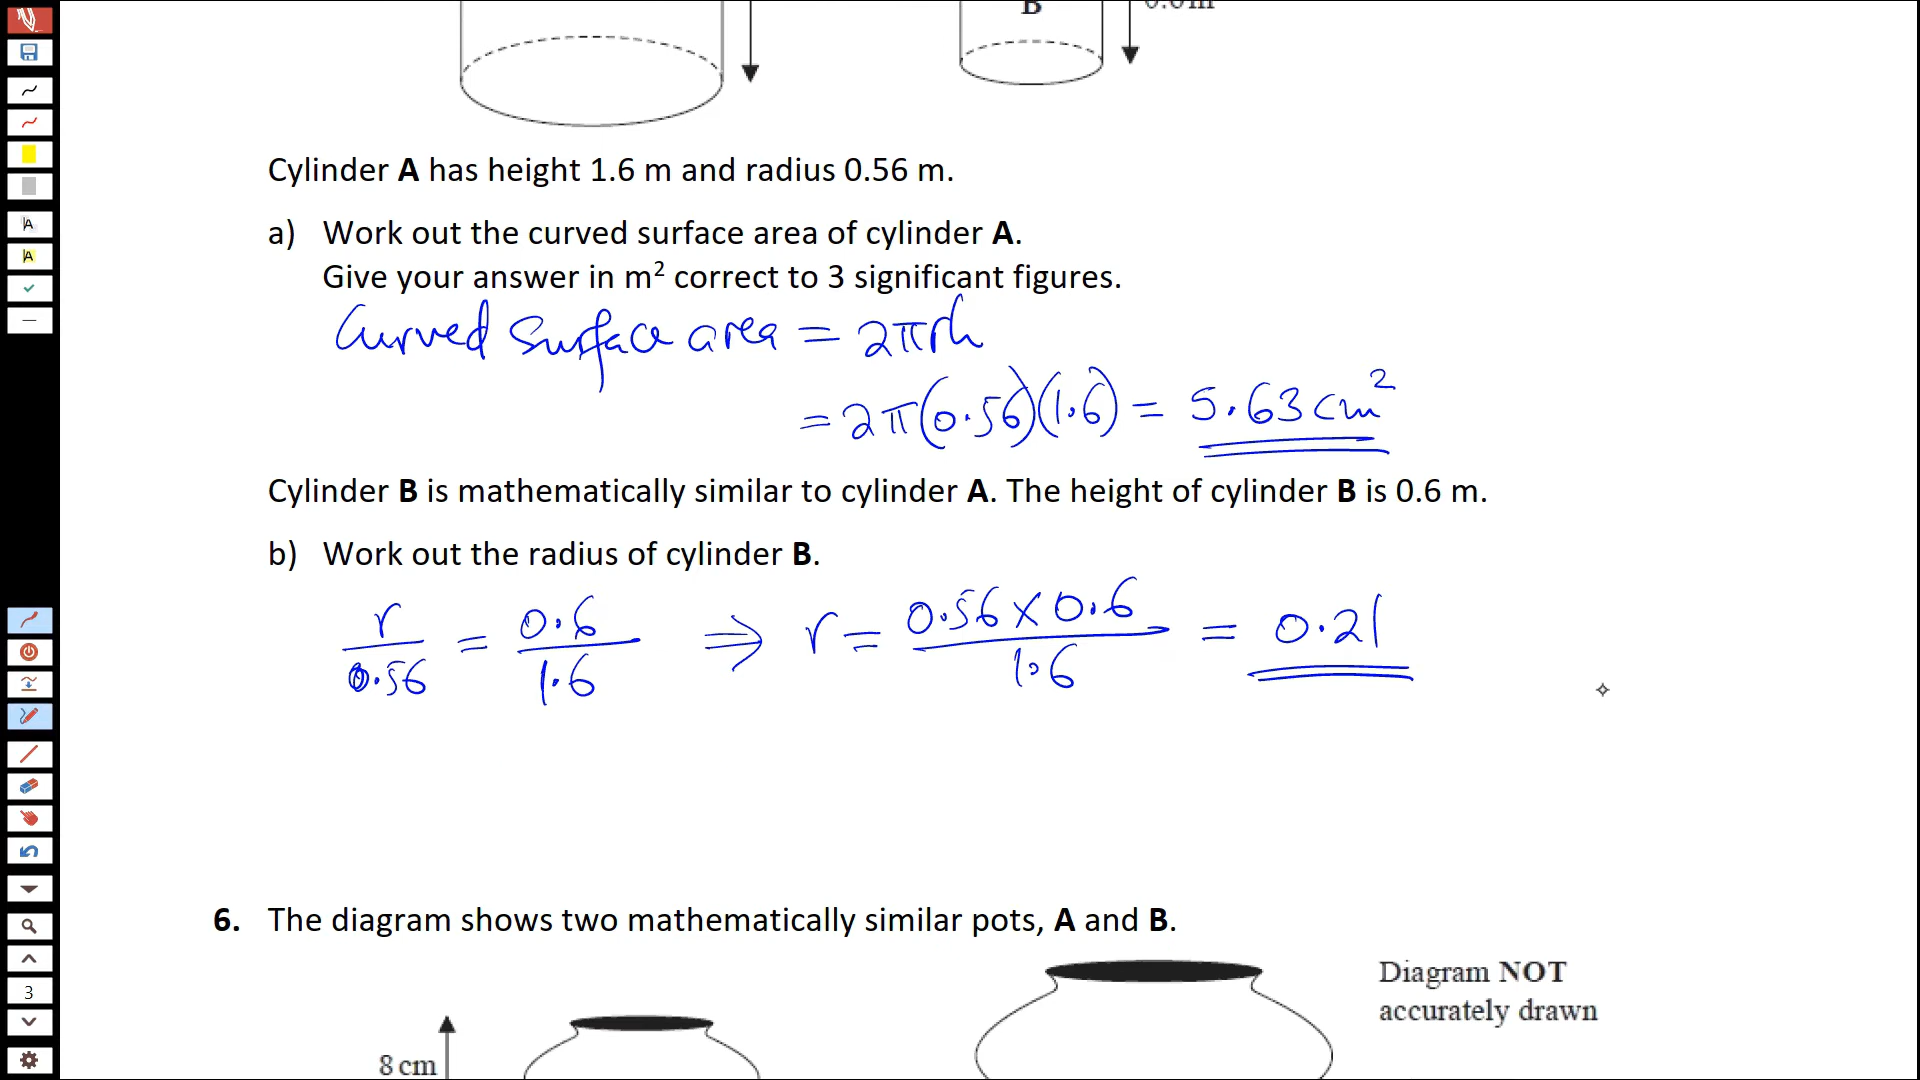 B
Cylinder A has height 1.6 m and radius 0.56 m.
a) Work out the curved surface area of cylinder A.
Give your answer in m² correct to 3 significant figures.
Curved Surface area = 2πrh
= 2π(0.56)(1.6) = 5.63 cm²
Cylinder B is mathematically similar to cylinder A. The height of cylinder B is 0.6 m.
b) Work out the radius of cylinder B.
r/0.56 = 0.6/1.6 ⇒ r = 0.56 × 0.6/1.6 = 0.21
6. The diagram shows two mathematically similar pots, A and B.
Diagram NOT
accurately drawn
8 cm
A
A
3